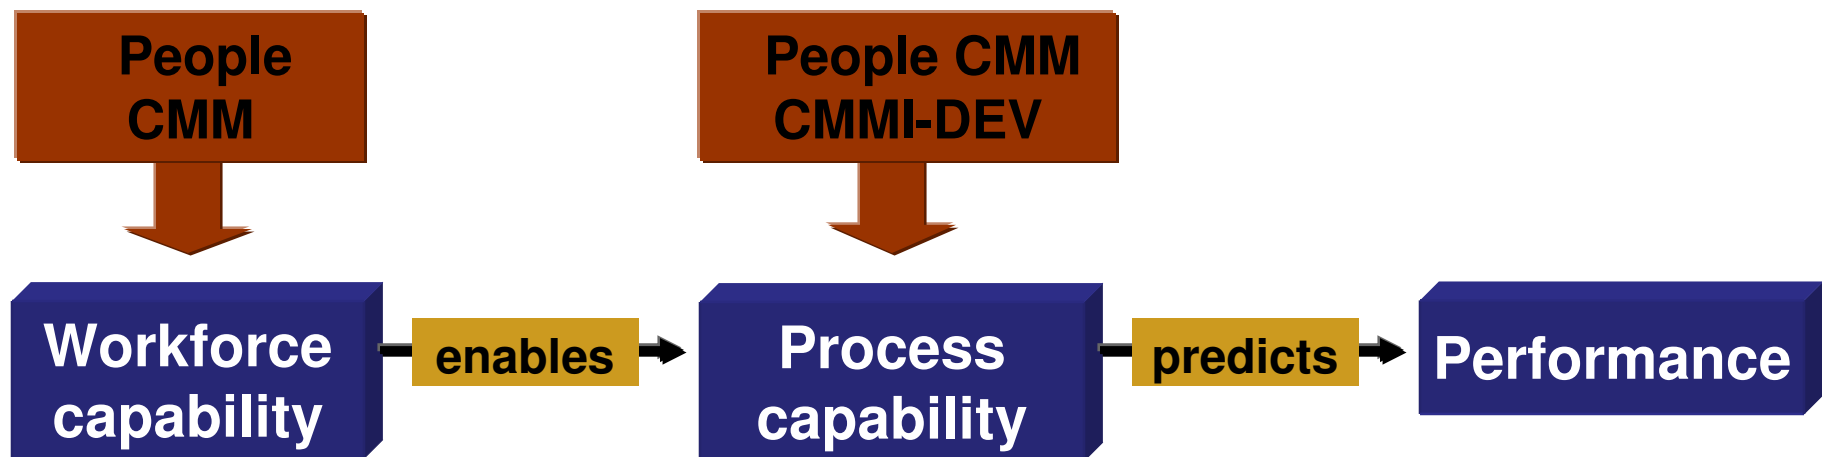 People
CMM
People CMM
CMMI-DEV
Workforce
capability
enables
Process
capability
predicts
Performance